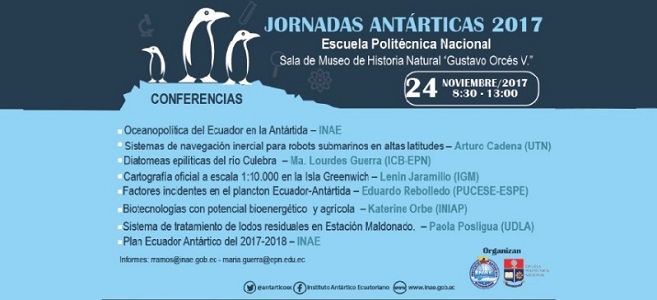 JORNADAS ANTÁRTICAS 2017
Escuela Politécnica Nacional
Sala de Museo de Historia Natural "Gustavo Orcés V."
24 NOVIEMBRE/2017
8:30 - 13:00
CONFERENCIAS
Oceanopolítica del Ecuador en la Antártida – INAE
Sistemas de navegación inercial para robots submarinos en altas latitudes – Arturo Cadena (UTN)
Diatomeas epilíticas del río Culebra – Ma. Lourdes Guerra (ICB-EPN)
Cartografía oficial a escala 1:10.000 en la Isla Greenwich – Lenin Jaramillo (IGM)
Factores incidentes en el plancton Ecuador-Antártida – Eduardo Rebolledo (PUCESE-ESPE)
Biotecnologías con potencial bioenergético y agrícola – Katerine Orbe (INIAP)
Sistema de tratamiento de lodos residuales en Estación Maldonado. – Paola Posligua (UDLA)
Plan Ecuador Antártico del 2017-2018 – INAE
Organizan
Informes: rramos@inae.gob.ec - maria.guerra@epn.edu.ec
@antarticoec Instituto Antártico Ecuatoriano www.inae.gob.ec